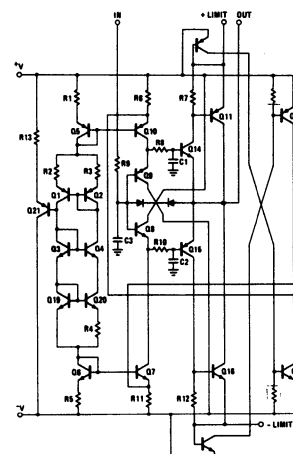 IN + LIMIT OUT
+V
R1 R6 R7
R13 Q5 Q10 Q11
R8 Q14
R2 R3 C1
R9 Q9
Q1 Q2
Q21
Q8
Q3 Q4 C3 R10 Q15
C2
Q19 Q20
R4
Q6 Q7 Q16
R5 R11 R12
-V
- LIMIT